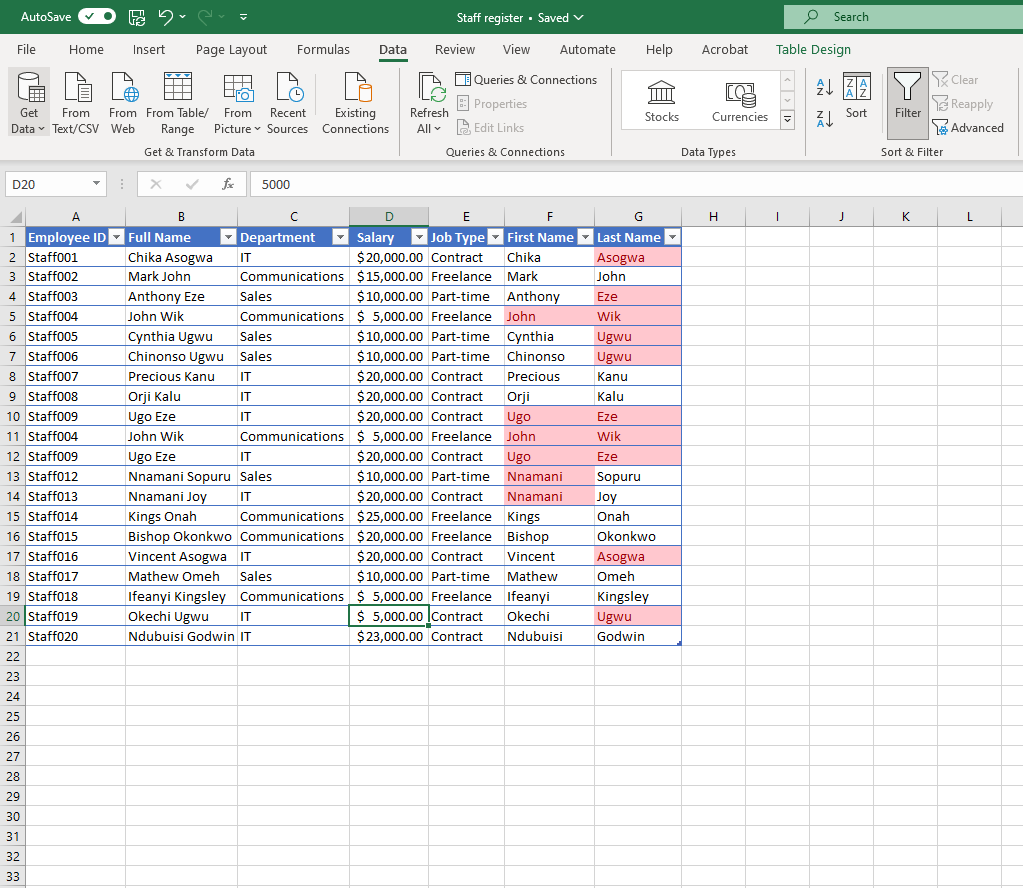 AutoSave Staff register • Saved Search
File Home Insert Page Layout Formulas Data Review View Automate Help Acrobat Table Design
Get Data From Text/CSV From Web From Table/ Range From Picture Recent Sources Existing Connections Refresh All Queries & Connections Properties Edit Links Stocks Currencies Sort Filter Clear Reapply Advanced
Get & Transform Data Queries & Connections Data Types Sort & Filter
D20 fx 5000
A B C D E F G H I J K L
1 Employee ID Full Name Department Salary Job Type First Name Last Name
2 Staff001 Chika Asogwa IT $20,000.00 Contract Chika Asogwa
3 Staff002 Mark John Communications $15,000.00 Freelance Mark John
4 Staff003 Anthony Eze Sales $10,000.00 Part-time Anthony Eze
5 Staff004 John Wik Communications $ 5,000.00 Freelance John Wik
6 Staff005 Cynthia Ugwu Sales $10,000.00 Part-time Cynthia Ugwu
7 Staff006 Chinonso Ugwu Sales $10,000.00 Part-time Chinonso Ugwu
8 Staff007 Precious Kanu IT $20,000.00 Contract Precious Kanu
9 Staff008 Orji Kalu IT $20,000.00 Contract Orji Kalu
10 Staff009 Ugo Eze IT $20,000.00 Contract Ugo Eze
11 Staff004 John Wik Communications $ 5,000.00 Freelance John Wik
12 Staff009 Ugo Eze IT $20,000.00 Contract Ugo Eze
13 Staff012 Nnamani Sopuru Sales $10,000.00 Part-time Nnamani Sopuru
14 Staff013 Nnamani Joy IT $20,000.00 Contract Nnamani Joy
15 Staff014 Kings Onah Communications $25,000.00 Freelance Kings Onah
16 Staff015 Bishop Okonkwo Communications $20,000.00 Freelance Bishop Okonkwo
17 Staff016 Vincent Asogwa IT $20,000.00 Contract Vincent Asogwa
18 Staff017 Mathew Omeh Sales $10,000.00 Part-time Mathew Omeh
19 Staff018 Ifeanyi Kingsley Communications $ 5,000.00 Freelance Ifeanyi Kingsley
20 Staff019 Okechi Ugwu IT $ 5,000.00 Contract Okechi Ugwu
21 Staff020 Ndubuisi Godwin IT $23,000.00 Contract Ndubuisi Godwin
22
23
24
25
26
27
28
29
30
31
32
33